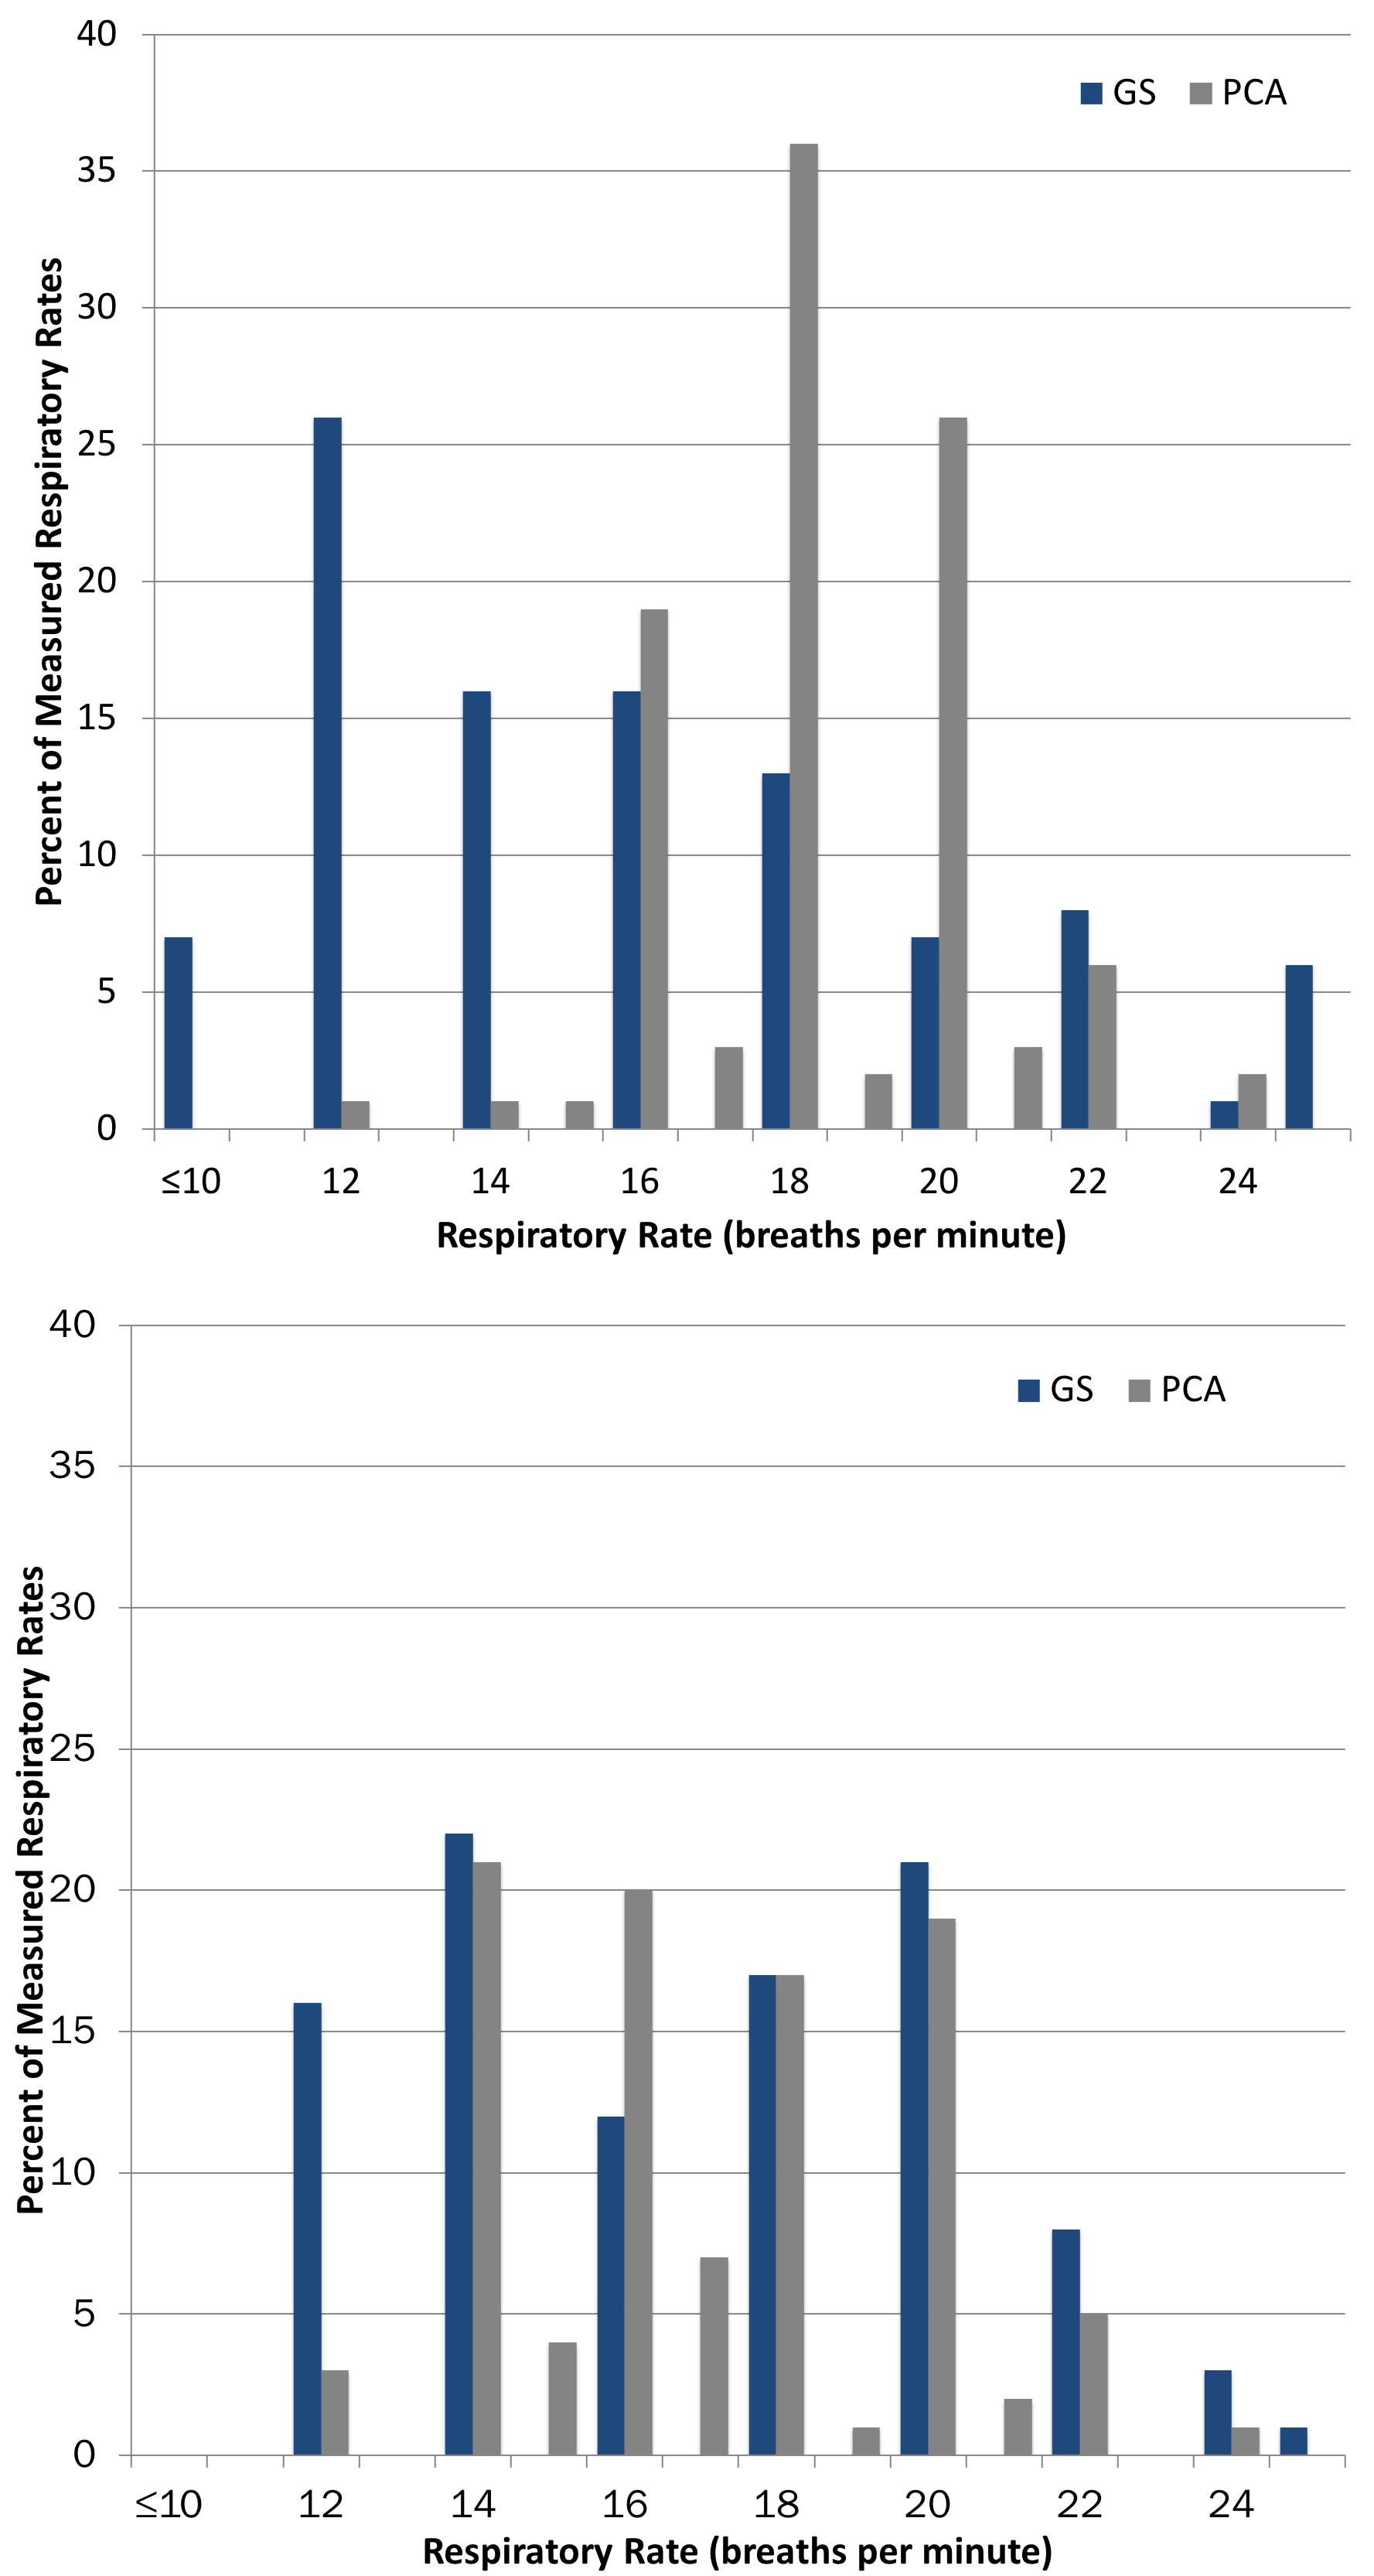 40
GS PCA
35
30
25
20
15
10
5
0
Percent of Measured Respiratory Rates
≤10 12 14 16 18 20 22 24
Respiratory Rate (breaths per minute)
40
GS PCA
35
30
25
20
15
10
5
0
Percent of Measured Respiratory Rates
≤10 12 14 16 18 20 22 24
Respiratory Rate (breaths per minute)